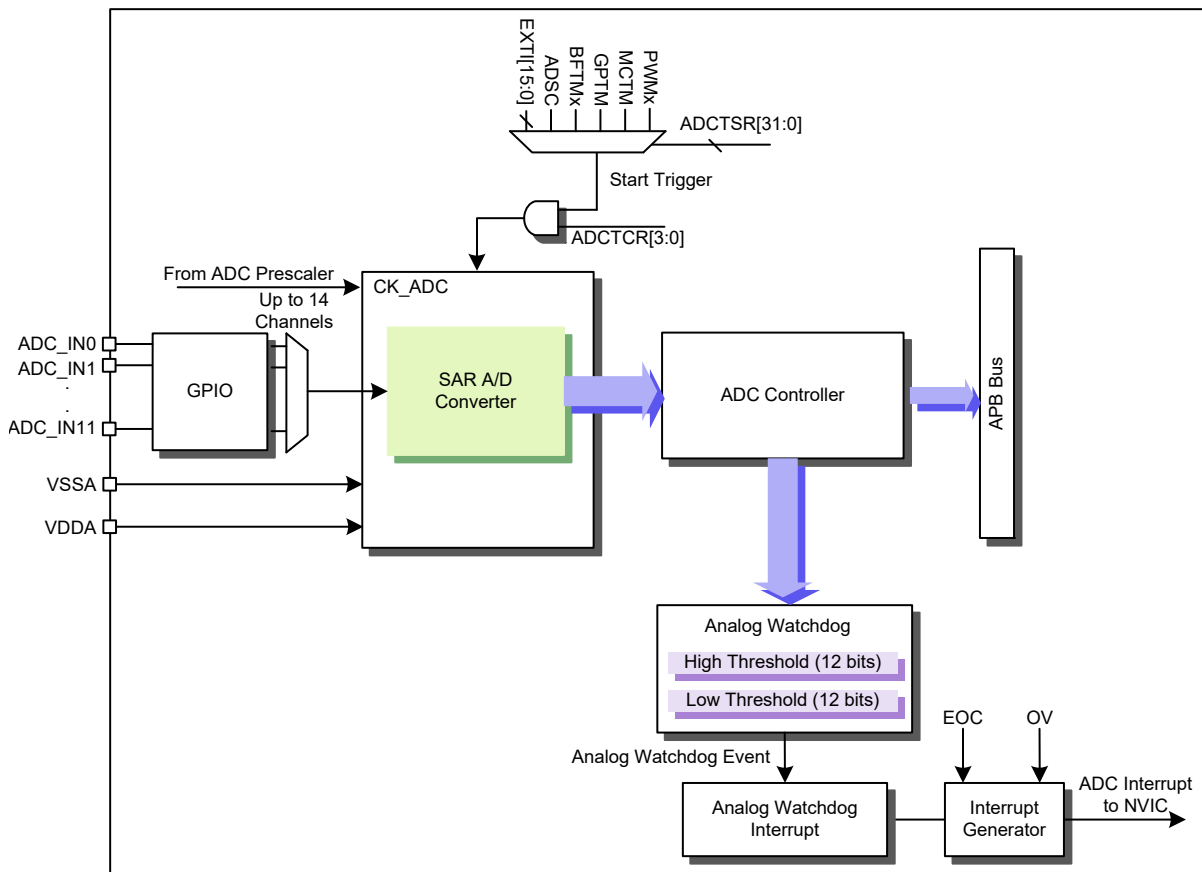 EXTI[15:0]
ADSC
BFTMx
GPTM
MCTM
PWMx
ADCTSR[31:0]
Start Trigger
ADCTCR[3:0]
From ADC Prescaler
CK_ADC
Up to 14
Channels
ADC_IN0
ADC_IN1
.
.
ADC_IN11
GPIO
SAR A/D
Converter
ADC Controller
APB Bus
VSSA
VDDA
Analog Watchdog
High Threshold (12 bits)
Low Threshold (12 bits)
Analog Watchdog Event
EOC
OV
Analog Watchdog
Interrupt
Interrupt
Generator
ADC Interrupt
to NVIC